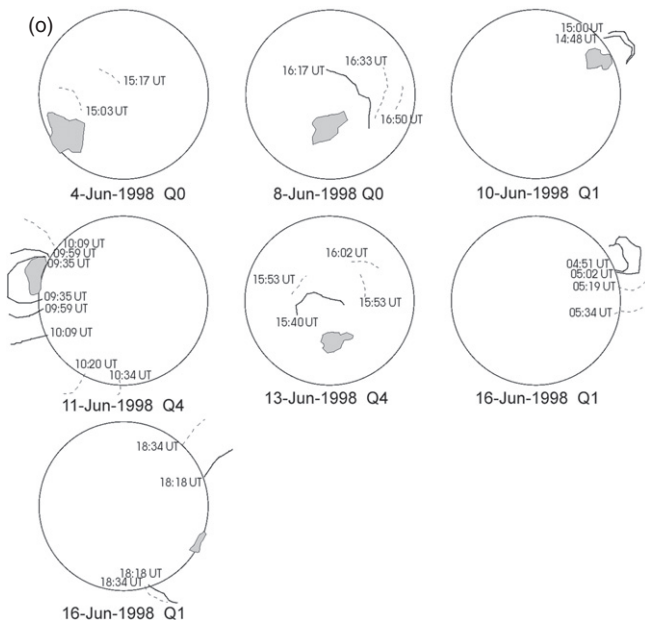 (o)
15:17 UT
15:03 UT
4-Jun-1998 Q0
16:33 UT
16:17 UT
16:50 UT
8-Jun-1998 Q0
15:00 UT
14:48 UT
10-Jun-1998 Q1
10:09 UT
09:59 UT
09:35 UT
09:35 UT
09:59 UT
10:09 UT
10:20 UT
10:34 UT
11-Jun-1998 Q4
16:02 UT
15:53 UT
15:53 UT
15:40 UT
13-Jun-1998 Q4
04:51 UT
05:02 UT
05:19 UT
05:34 UT
16-Jun-1998 Q1
18:34 UT
18:18 UT
18:18 UT
18:34 UT
16-Jun-1998 Q1